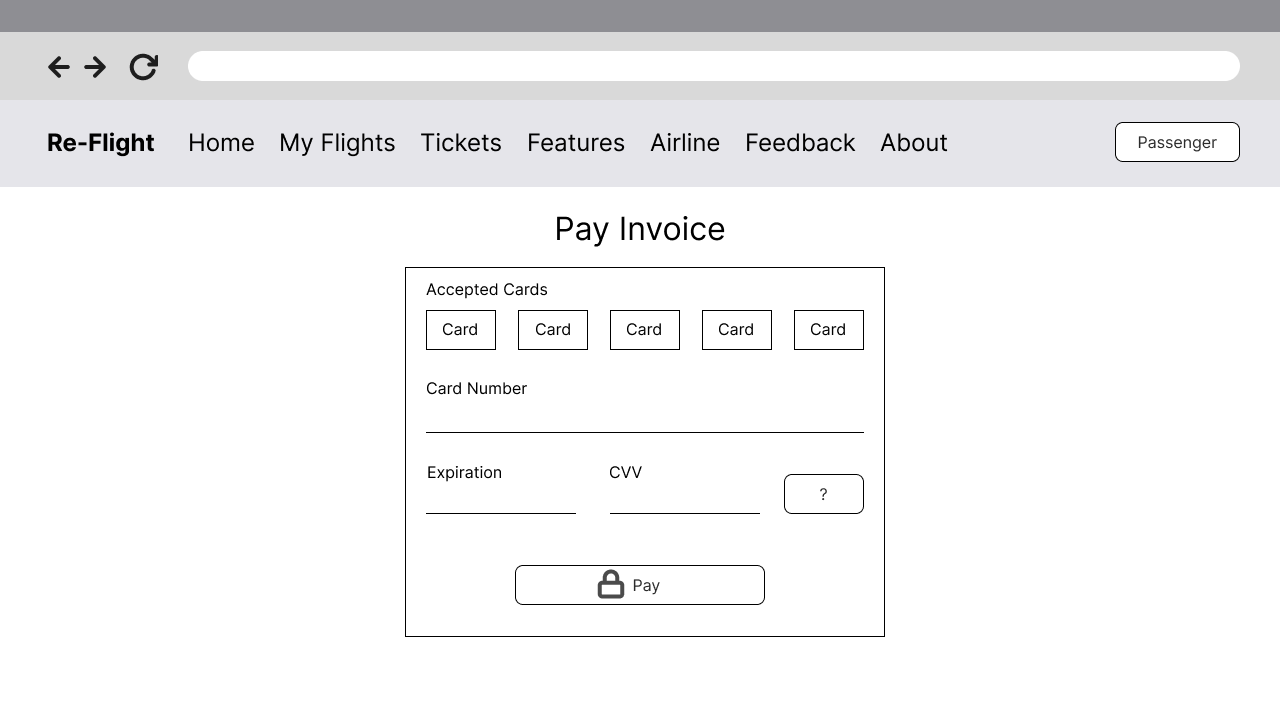 Re-Flight Home My Flights Tickets Features Airline Feedback About Passenger
Pay Invoice
Accepted Cards
Card Card Card Card Card
Card Number
Expiration CVV
?
Pay